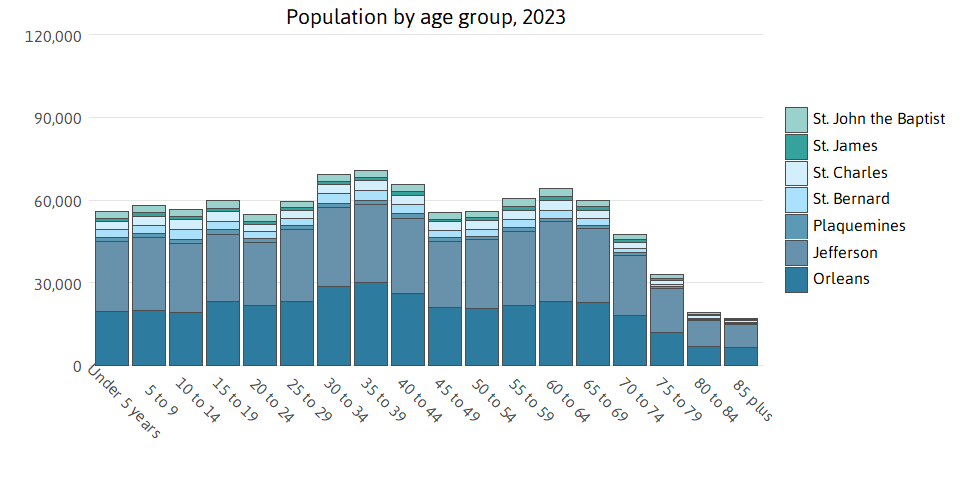 Population by age group, 2023
120,000
90,000
60,000
30,000
0
Under 5 years
5 to 9
10 to 14
15 to 19
20 to 24
25 to 29
30 to 34
35 to 39
40 to 44
45 to 49
50 to 54
55 to 59
60 to 64
65 to 69
70 to 74
75 to 79
80 to 84
85 plus
St. John the Baptist
St. James
St. Charles
St. Bernard
Plaquemines
Jefferson
Orleans